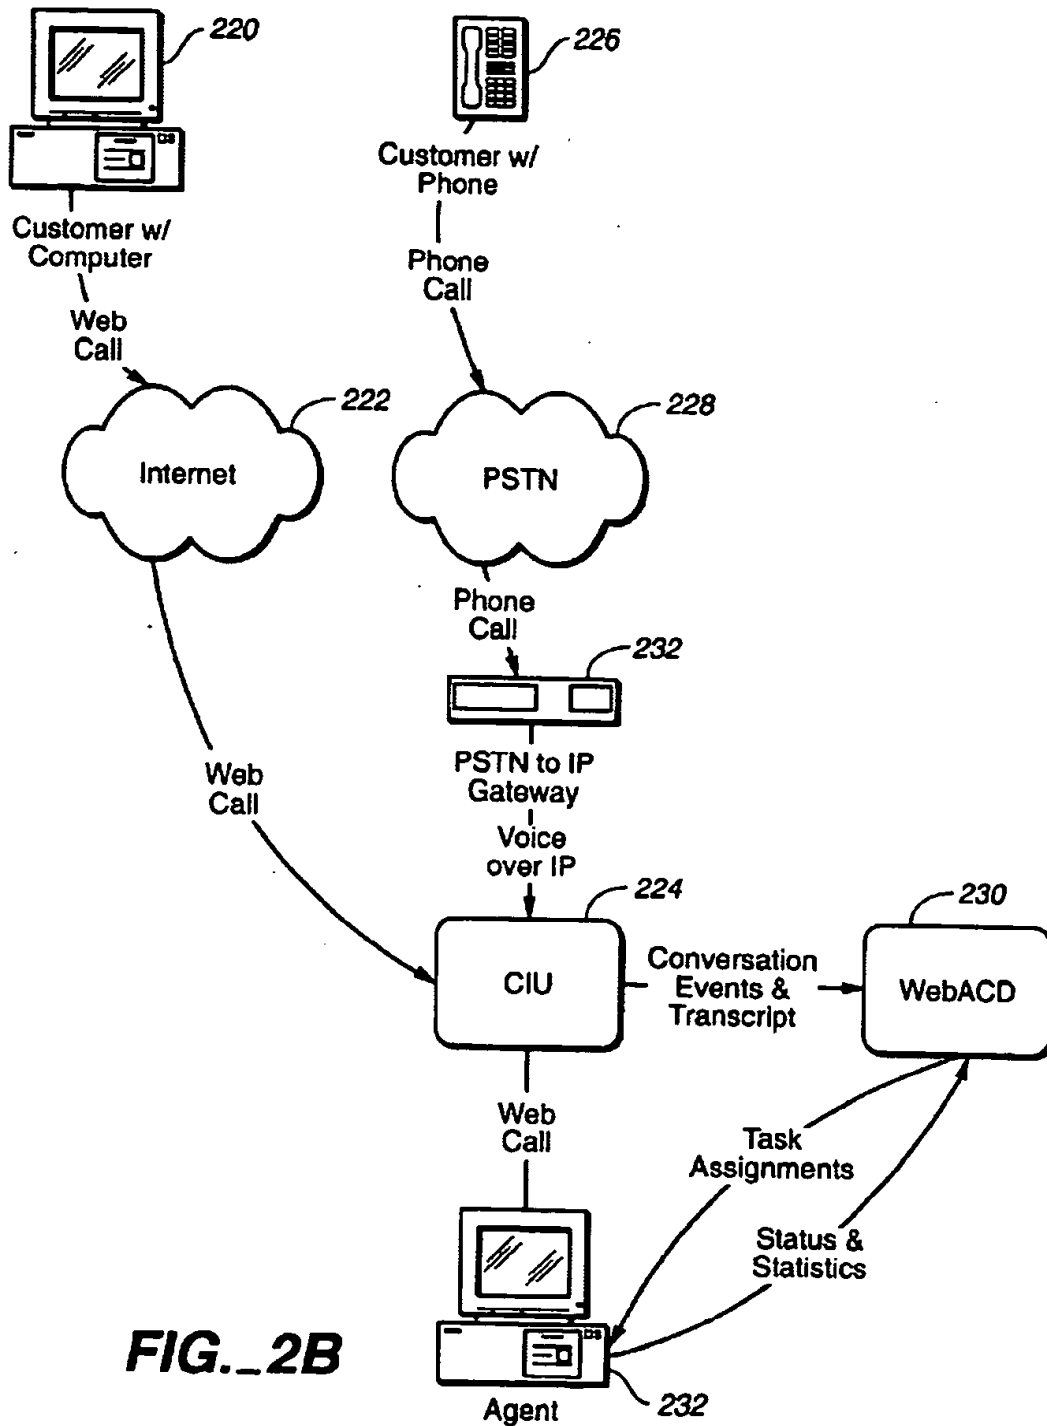 220
226
Customer w/
Phone
Customer w/
Computer
Phone
Call
Web
Call
222
228
Internet
PSTN
Phone
Call
232
Web
Call
PSTN to IP
Gateway
Voice
over IP
224
230
CIU
Conversation
Events &
Transcript
WebACD
Web
Call
Task
Assignments
Status &
Statistics
FIG._2B
232
Agent